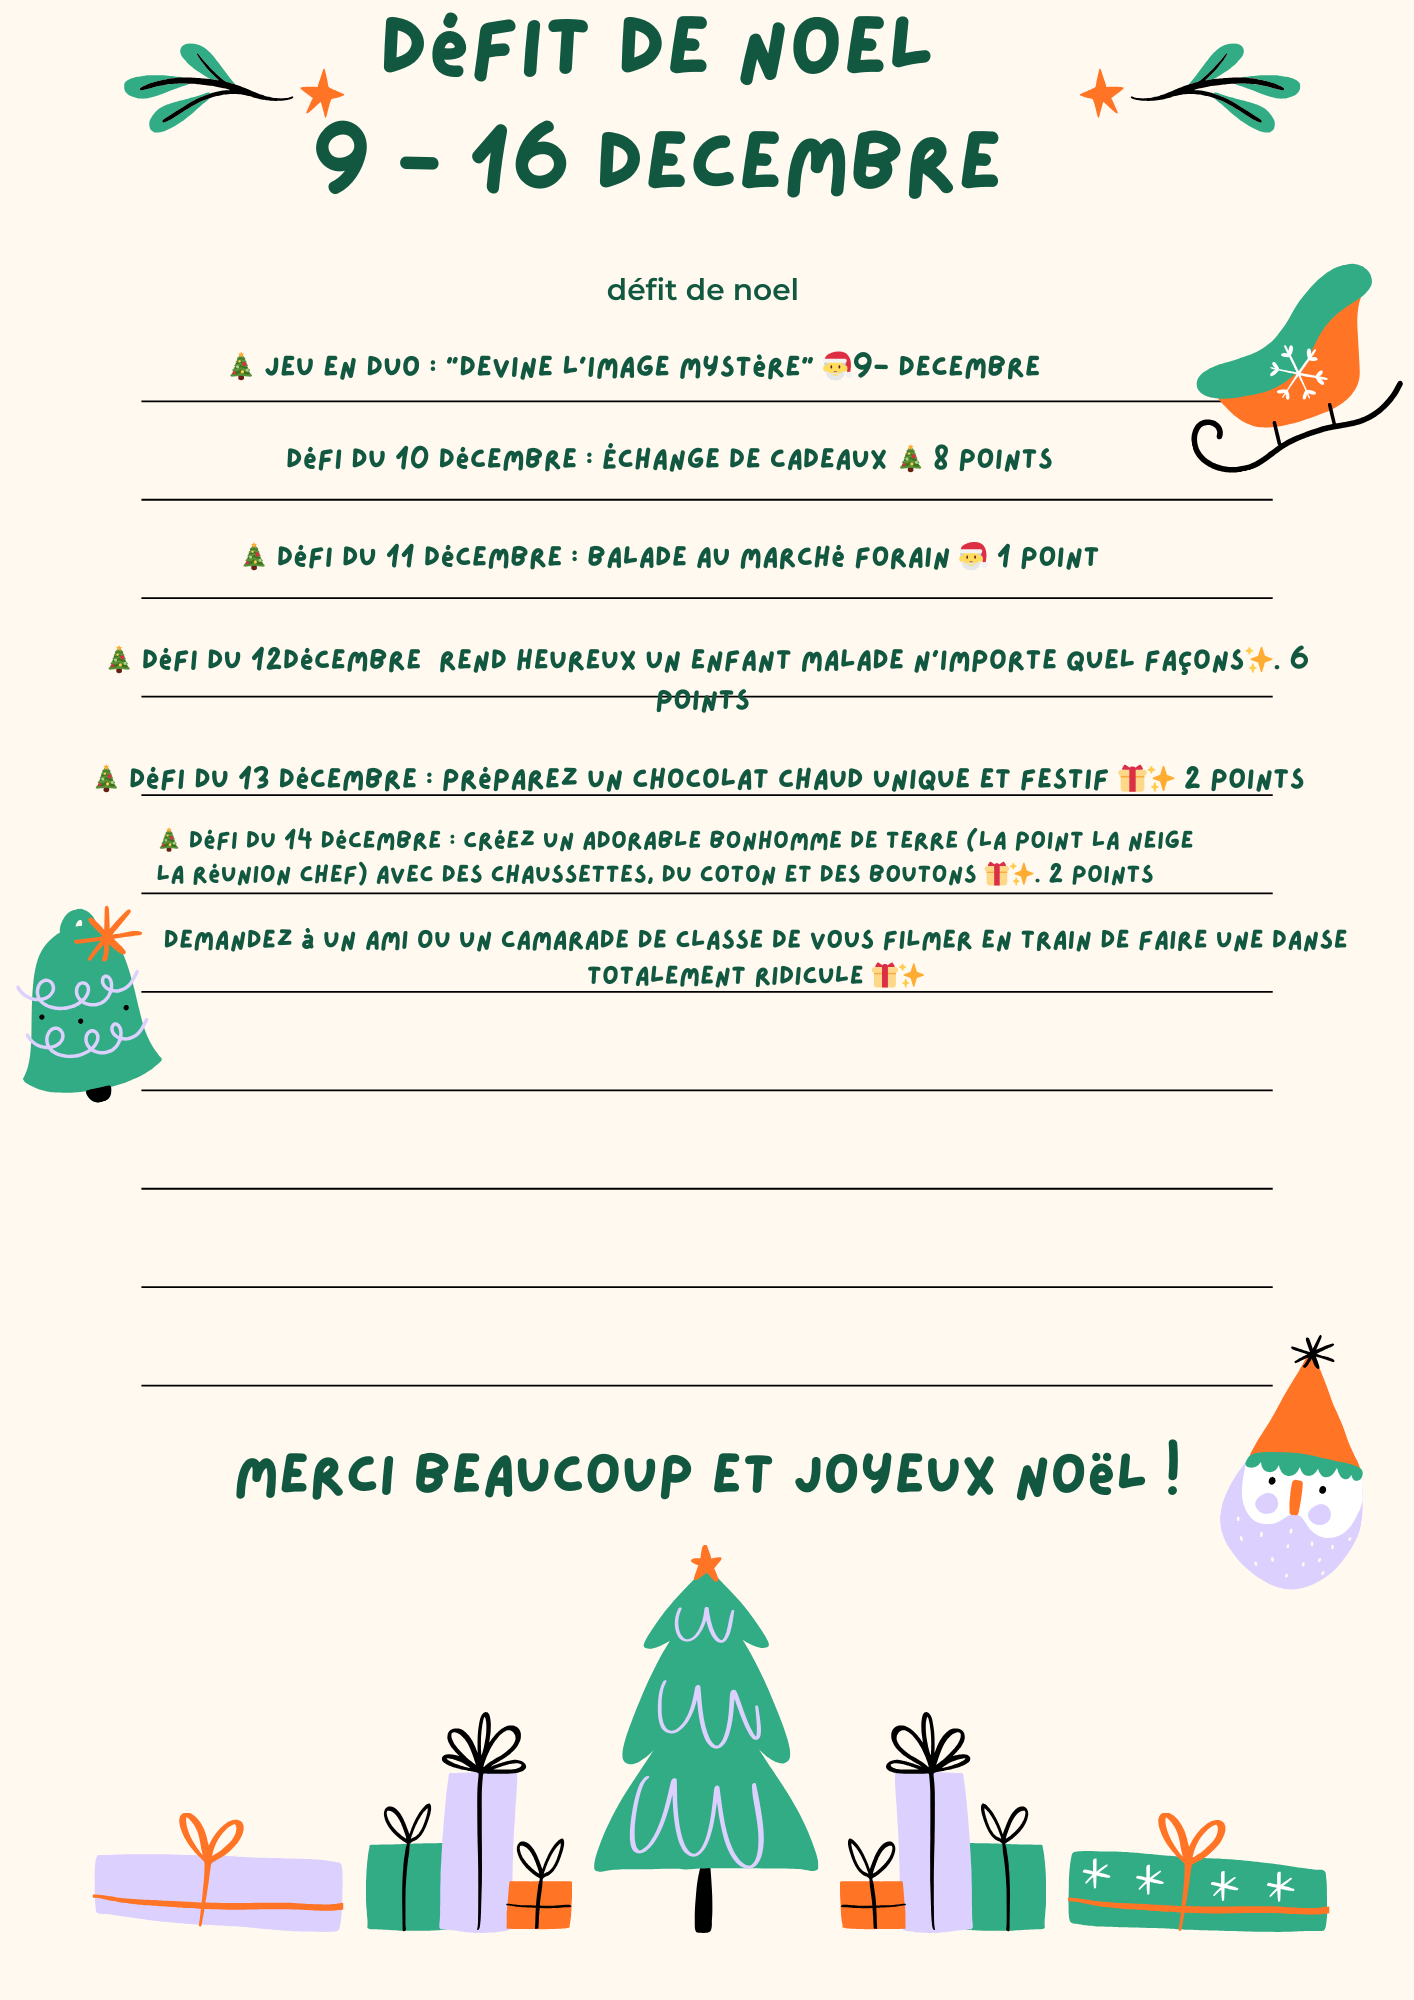 DéFIT DE NOEL
9 - 16 DECEMBRE
défit de noel
🎄 JEU EN DUO : "DEVINE L'IMAGE MYSTèRE" 🎅9- DECEMBRE
DéFI DU 10 DéCEMBRE : ÉCHANGE DE CADEAUX 🎄 8 POINTS
🎄 DéFI DU 11 DéCEMBRE : BALADE AU MARCHé FORAIN 🎅 1 POINT
🎄 DéFI DU 12DéCEMBRE  REND HEUREUX UN ENFANT MALADE N'IMPORTE QUEL FAçONS✨. 6
POINTS
🎄 DéFI DU 13 DéCEMBRE : PRéPAREZ UN CHOCOLAT CHAUD UNIQUE ET FESTIF 🎁✨ 2 POINTS
🎄 DéFI DU 14 DéCEMBRE : CRéEZ UN ADORABLE BONHOMME DE TERRE (LA POINT LA NEIGE
LA RéUNION CHEF) AVEC DES CHAUSSETTES, DU COTON ET DES BOUTONS 🎁✨. 2 POINTS
DEMANDEZ à UN AMI OU UN CAMARADE DE CLASSE DE VOUS FILMER EN TRAIN DE FAIRE UNE DANSE
TOTALEMENT RIDICULE 🎁✨
MERCI BEAUCOUP ET JOYEUX NOëL !